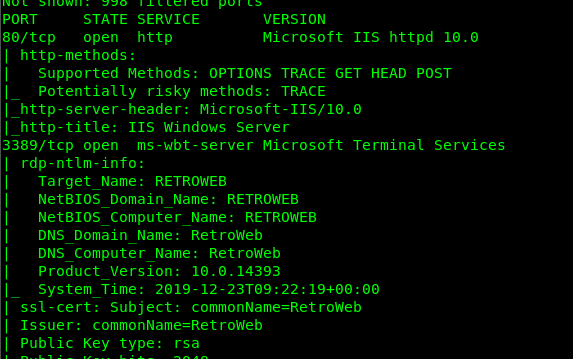 Not shown: 998 filtered ports
PORT     STATE SERVICE       VERSION
80/tcp   open  http          Microsoft IIS httpd 10.0
| http-methods:
|   Supported Methods: OPTIONS TRACE GET HEAD POST
|_  Potentially risky methods: TRACE
|_http-server-header: Microsoft-IIS/10.0
|_http-title: IIS Windows Server
3389/tcp open  ms-wbt-server Microsoft Terminal Services
| rdp-ntlm-info:
|   Target_Name: RETROWEB
|   NetBIOS_Domain_Name: RETROWEB
|   NetBIOS_Computer_Name: RETROWEB
|   DNS_Domain_Name: RetroWeb
|   DNS_Computer_Name: RetroWeb
|   Product_Version: 10.0.14393
|_  System_Time: 2019-12-23T09:22:19+00:00
| ssl-cert: Subject: commonName=RetroWeb
| Issuer: commonName=RetroWeb
| Public Key type: rsa
| Public Key bits: 2048